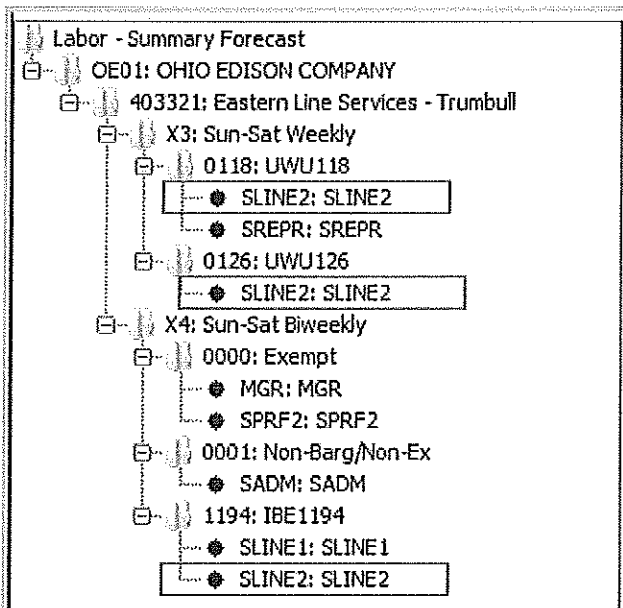 Labor - Summary Forecast
OE01: OHIO EDISON COMPANY
403321: Eastern Line Services - Trumbull
X3: Sun-Sat Weekly
0118: UWU118
SLINE2: SLINE2
SREPR: SREPR
0126: UWU126
SLINE2: SLINE2
X4: Sun-Sat Biweekly
0000: Exempt
MGR: MGR
SPRF2: SPRF2
0001: Non-Barg/Non-Ex
SADM: SADM
1194: IBE1194
SLINE1: SLINE1
SLINE2: SLINE2